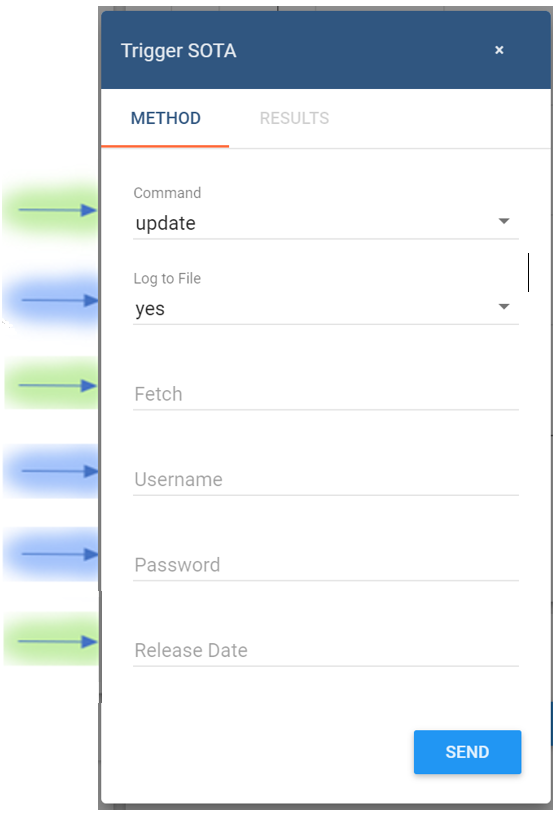 Trigger SOTA ×
METHOD RESULTS
Command
update
Log to File
yes
Fetch
Username
Password
Release Date
SEND